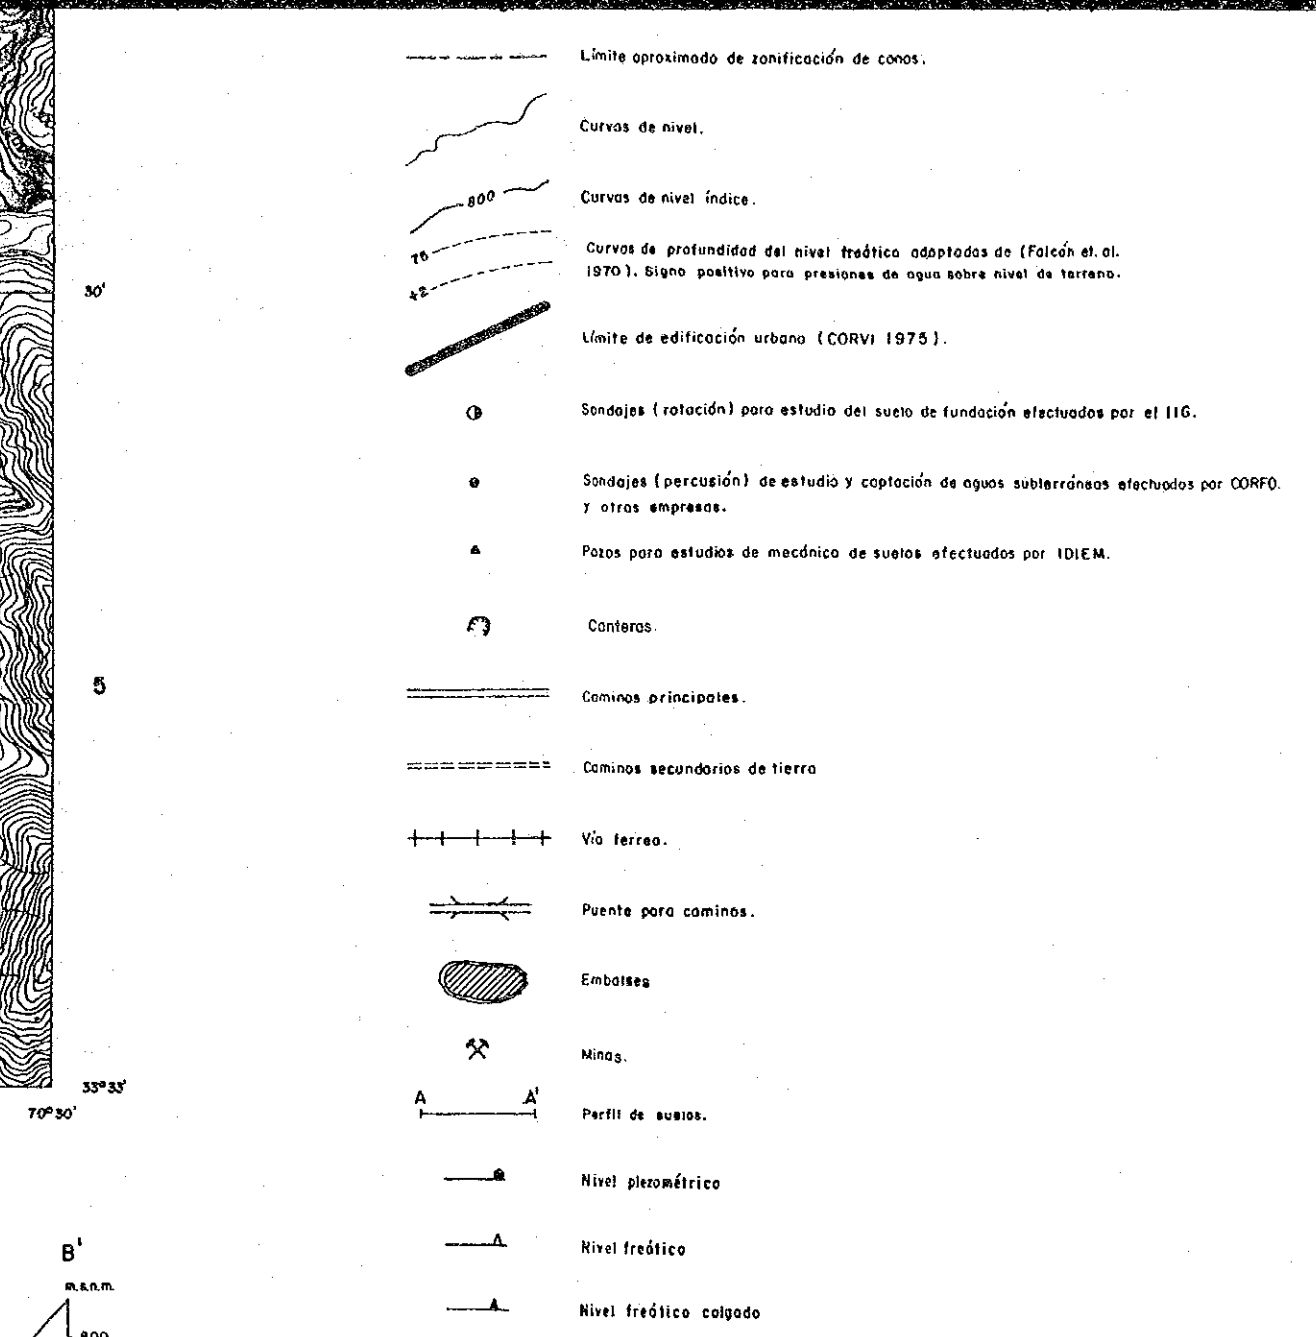 Límite aproximado de zonificación de conos.
Curvas de nivel.
800
Curvas de nivel índice.
75
Curvas de profundidad del nivel freático adaptadas de (Falcón et. al.
1970). Signo positivo para presiones de agua sobre nivel de terreno.
+2
30'
Límite de edificación urbano (CORVI 1975).
Sondajes (rotación) para estudio del suelo de fundación efectuados por el IIG.
Sondajes (percusión) de estudio y captación de aguas subterráneas efectuados por CORFO.
y otras empresas.
Pozos para estudios de mecánica de suelos efectuados por IDIEM.
Canteras.
5
Caminos principales.
Caminos secundarios de tierra
Vía ferrea.
Puente para caminos.
Embalses
Minas.
33°33'
70°30'
A A'
Perfil de suelos.
Nivel piezométrico
B'
Nivel freático
m.s.n.m.
Nivel freático colgado
800